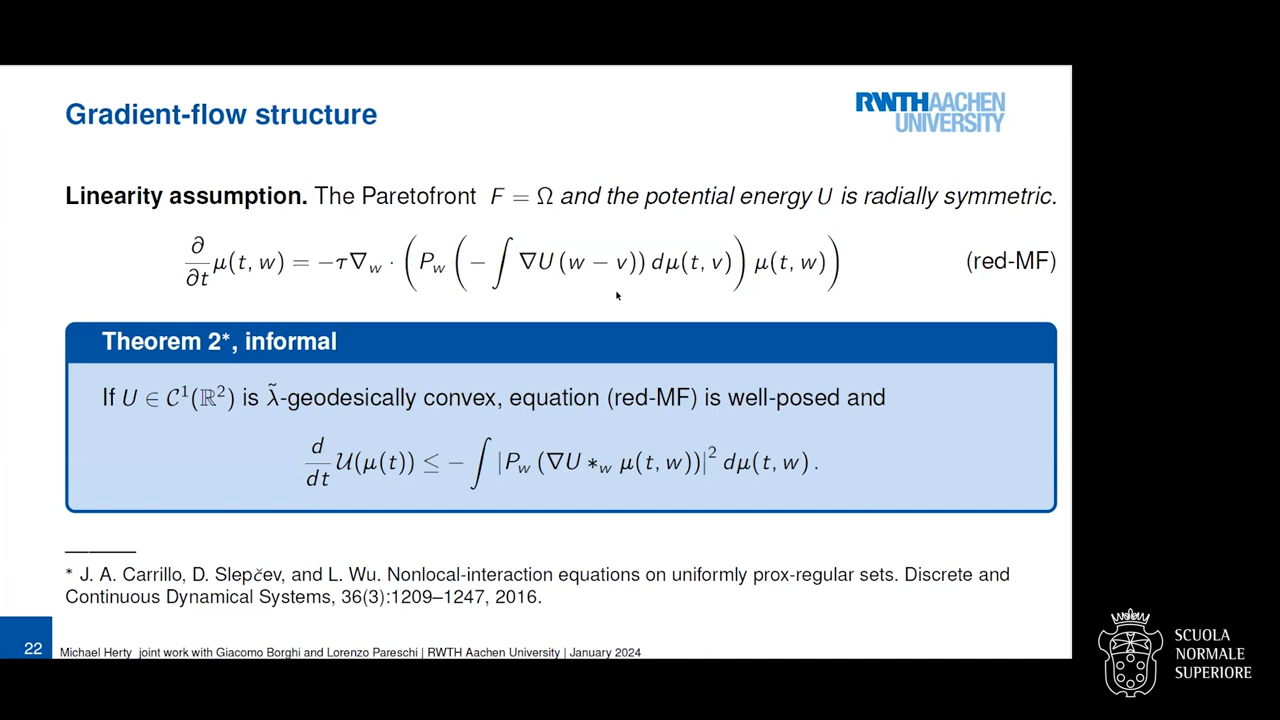 Gradient-flow structure
RWTHAACHEN
UNIVERSITY
Linearity assumption. The Paretofront F = Ω and the potential energy U is radially symmetric.
∂/∂t μ(t, w) = −τ∇_w · (P_w (−∫ ∇U (w − v)) dμ(t, v)) μ(t, w)) (red-MF)
Theorem 2*, informal
If U ∈ 𝒞¹(ℝ²) is λ̃-geodesically convex, equation (red-MF) is well-posed and
d/dt 𝒰(μ(t)) ≤ −∫ |P_w (∇U ∗_w μ(t, w))|² dμ(t, w) .
* J. A. Carrillo, D. Slepčev, and L. Wu. Nonlocal-interaction equations on uniformly prox-regular sets. Discrete and
Continuous Dynamical Systems, 36(3):1209–1247, 2016.
22 Michael Herty joint work with Giacomo Borghi and Lorenzo Pareschi | RWTH Aachen University | January 2024
SCUOLA
NORMALE
SUPERIORE